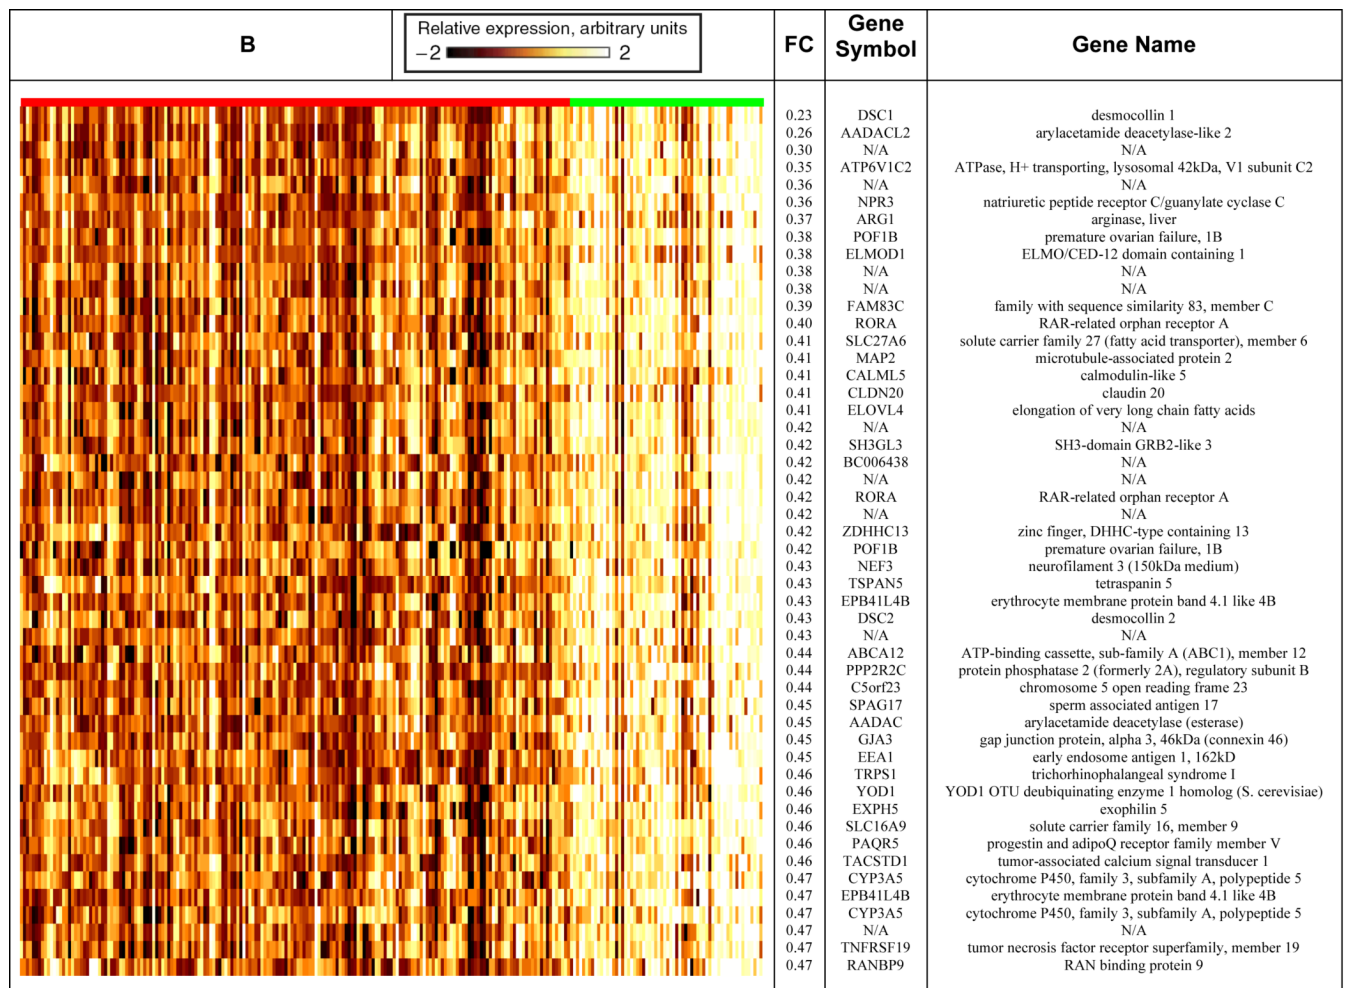 B
Relative expression, arbitrary units
−2 2
FC Gene Symbol Gene Name
0.23 DSC1 desmocollin 1
0.26 AADACL2 arylacetamide deacetylase-like 2
0.30 N/A N/A
0.35 ATP6V1C2 ATPase, H+ transporting, lysosomal 42kDa, V1 subunit C2
0.36 N/A N/A
0.36 NPR3 natriuretic peptide receptor C/guanylate cyclase C
0.37 ARG1 arginase, liver
0.38 POF1B premature ovarian failure, 1B
0.38 ELMOD1 ELMO/CED-12 domain containing 1
0.38 N/A N/A
0.38 N/A N/A
0.39 FAM83C family with sequence similarity 83, member C
0.40 RORA RAR-related orphan receptor A
0.41 SLC27A6 solute carrier family 27 (fatty acid transporter), member 6
0.41 MAP2 microtubule-associated protein 2
0.41 CALML5 calmodulin-like 5
0.41 CLDN20 claudin 20
0.41 ELOVL4 elongation of very long chain fatty acids
0.42 N/A N/A
0.42 SH3GL3 SH3-domain GRB2-like 3
0.42 BC006438 N/A
0.42 N/A N/A
0.42 RORA RAR-related orphan receptor A
0.42 N/A N/A
0.42 ZDHHC13 zinc finger, DHHC-type containing 13
0.42 POF1B premature ovarian failure, 1B
0.43 NEF3 neurofilament 3 (150kDa medium)
0.43 TSPAN5 tetraspanin 5
0.43 EPB41L4B erythrocyte membrane protein band 4.1 like 4B
0.43 DSC2 desmocollin 2
0.43 N/A N/A
0.44 ABCA12 ATP-binding cassette, sub-family A (ABC1), member 12
0.44 PPP2R2C protein phosphatase 2 (formerly 2A), regulatory subunit B
0.44 C5orf23 chromosome 5 open reading frame 23
0.45 SPAG17 sperm associated antigen 17
0.45 AADAC arylacetamide deacetylase (esterase)
0.45 GJA3 gap junction protein, alpha 3, 46kDa (connexin 46)
0.45 EEA1 early endosome antigen 1, 162kD
0.46 TRPS1 trichorhinophalangeal syndrome I
0.46 YOD1 YOD1 OTU deubiquinating enzyme 1 homolog (S. cerevisiae)
0.46 EXPH5 exophilin 5
0.46 SLC16A9 solute carrier family 16, member 9
0.46 PAQR5 progestin and adipoQ receptor family member V
0.46 TACSTD1 tumor-associated calcium signal transducer 1
0.47 CYP3A5 cytochrome P450, family 3, subfamily A, polypeptide 5
0.47 EPB41L4B erythrocyte membrane protein band 4.1 like 4B
0.47 CYP3A5 cytochrome P450, family 3, subfamily A, polypeptide 5
0.47 N/A N/A
0.47 TNFRSF19 tumor necrosis factor receptor superfamily, member 19
0.47 RANBP9 RAN binding protein 9